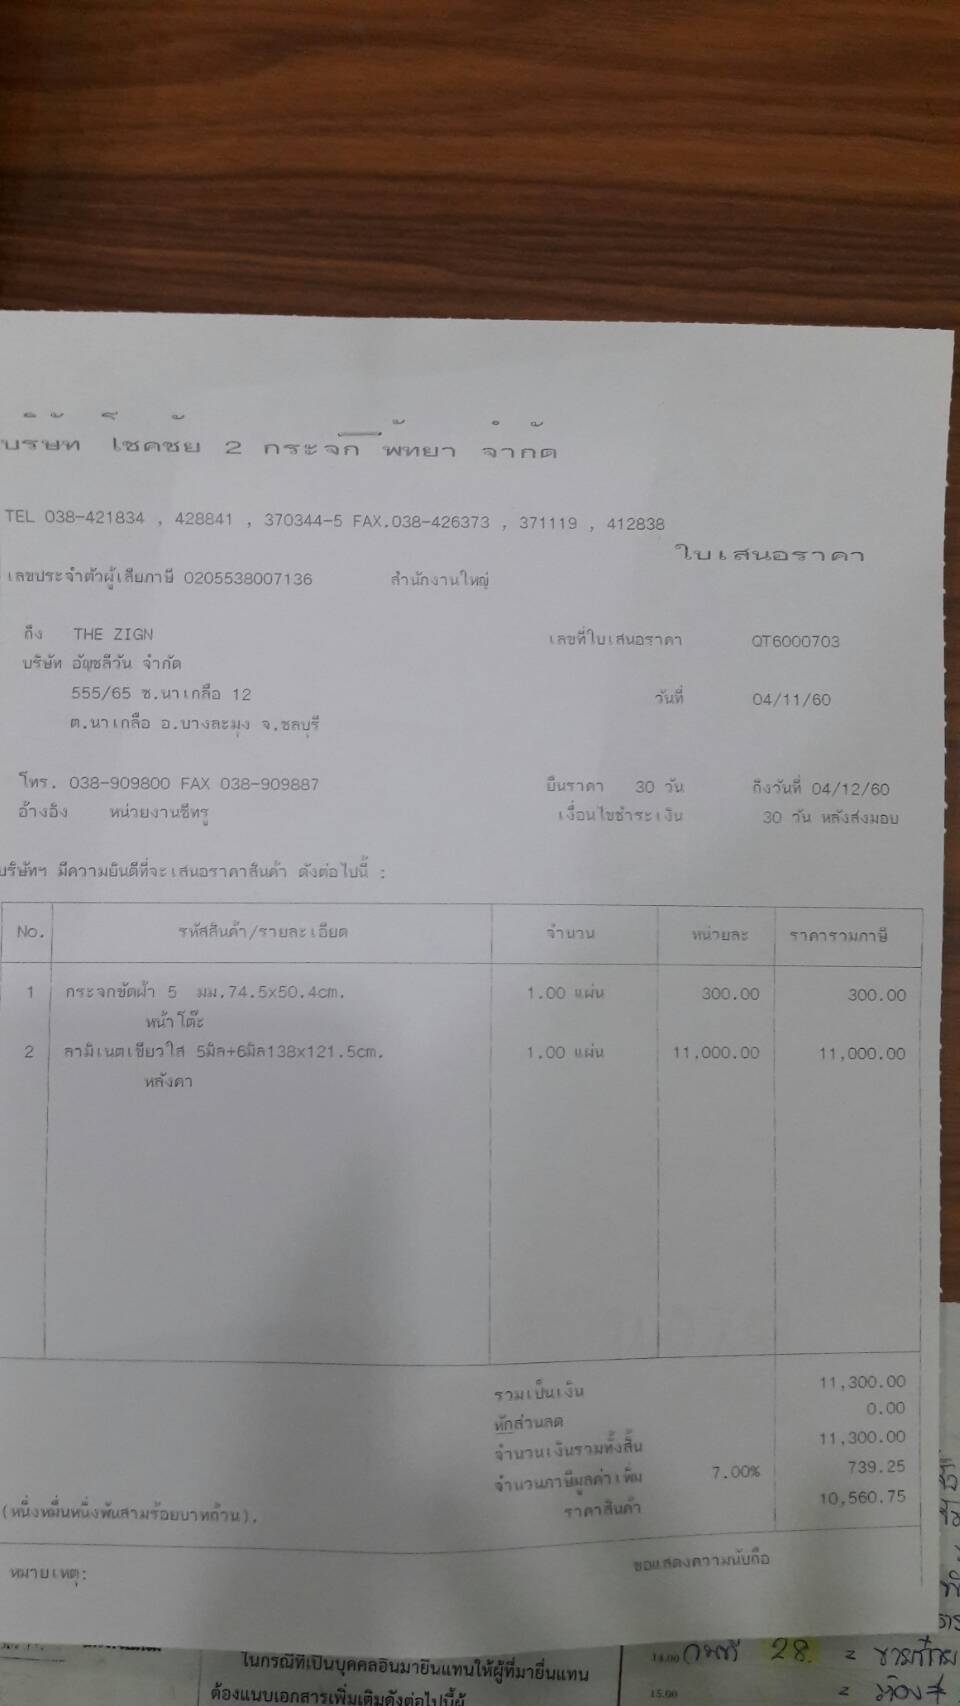 บริษัท โชคชัย 2 กระจก พัทยา จำกัด
TEL 038-421834 , 428841 , 370344-5 FAX.038-426373 , 371119 , 412838
ใบเสนอราคา
เลขประจำตัวผู้เสียภาษี 0205538007136 สำนักงานใหญ่
ถึง THE ZIGN เลขที่ใบเสนอราคา QT6000703
บริษัท อัญชลีวัน จำกัด
555/65 ซ.นาเกลือ 12 วันที่ 04/11/60
ต.นาเกลือ อ.บางละมุง จ.ชลบุรี
โทร. 038-909800 FAX 038-909887 ยืนราคา 30 วัน ถึงวันที่ 04/12/60
อ้างอิง หน่วยงานซีทรู เงื่อนไขชำระเงิน 30 วัน หลังส่งมอบ
บริษัทฯ มีความยินดีที่จะเสนอราคาสินค้า ดังต่อไปนี้ :
No. รหัสสินค้า/รายละเอียด จำนวน หน่วยละ ราคารวมภาษี
1 กระจกขัดฝ้า 5 มม.74.5x50.4cm. 1.00 แผ่น 300.00 300.00
หน้าโต๊ะ
2 ลามิเนตเขียวใส 5มิล+6มิล138x121.5cm. 1.00 แผ่น 11,000.00 11,000.00
หลังคา
รวมเป็นเงิน 11,300.00
หักส่วนลด 0.00
จำนวนเงินรวมทั้งสิ้น 11,300.00
จำนวนภาษีมูลค่าเพิ่ม 7.00% 739.25
(หนึ่งหมื่นหนึ่งพันสามร้อยบาทถ้วน). ราคาสินค้า 10,560.75
หมายเหตุ: ขอแสดงความนับถือ
ในกรณีที่เป็นบุคคลอื่นมายื่นแทนให้ผู้ที่มายื่นแทน
ต้องแนบเอกสารเพิ่มเติมดังต่อไปนี้
14.00 28. =
15.00 =